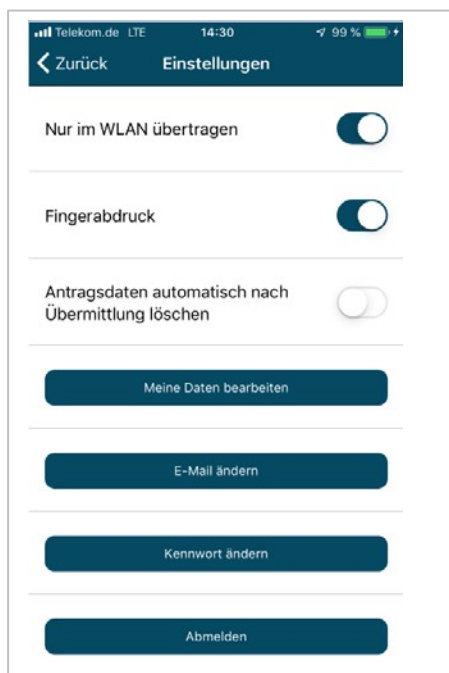 Telekom.de LTE 14:30 99 %
Zurück Einstellungen
Nur im WLAN übertragen
Fingerabdruck
Antragsdaten automatisch nach
Übermittlung löschen
Meine Daten bearbeiten
E-Mail ändern
Kennwort ändern
Abmelden